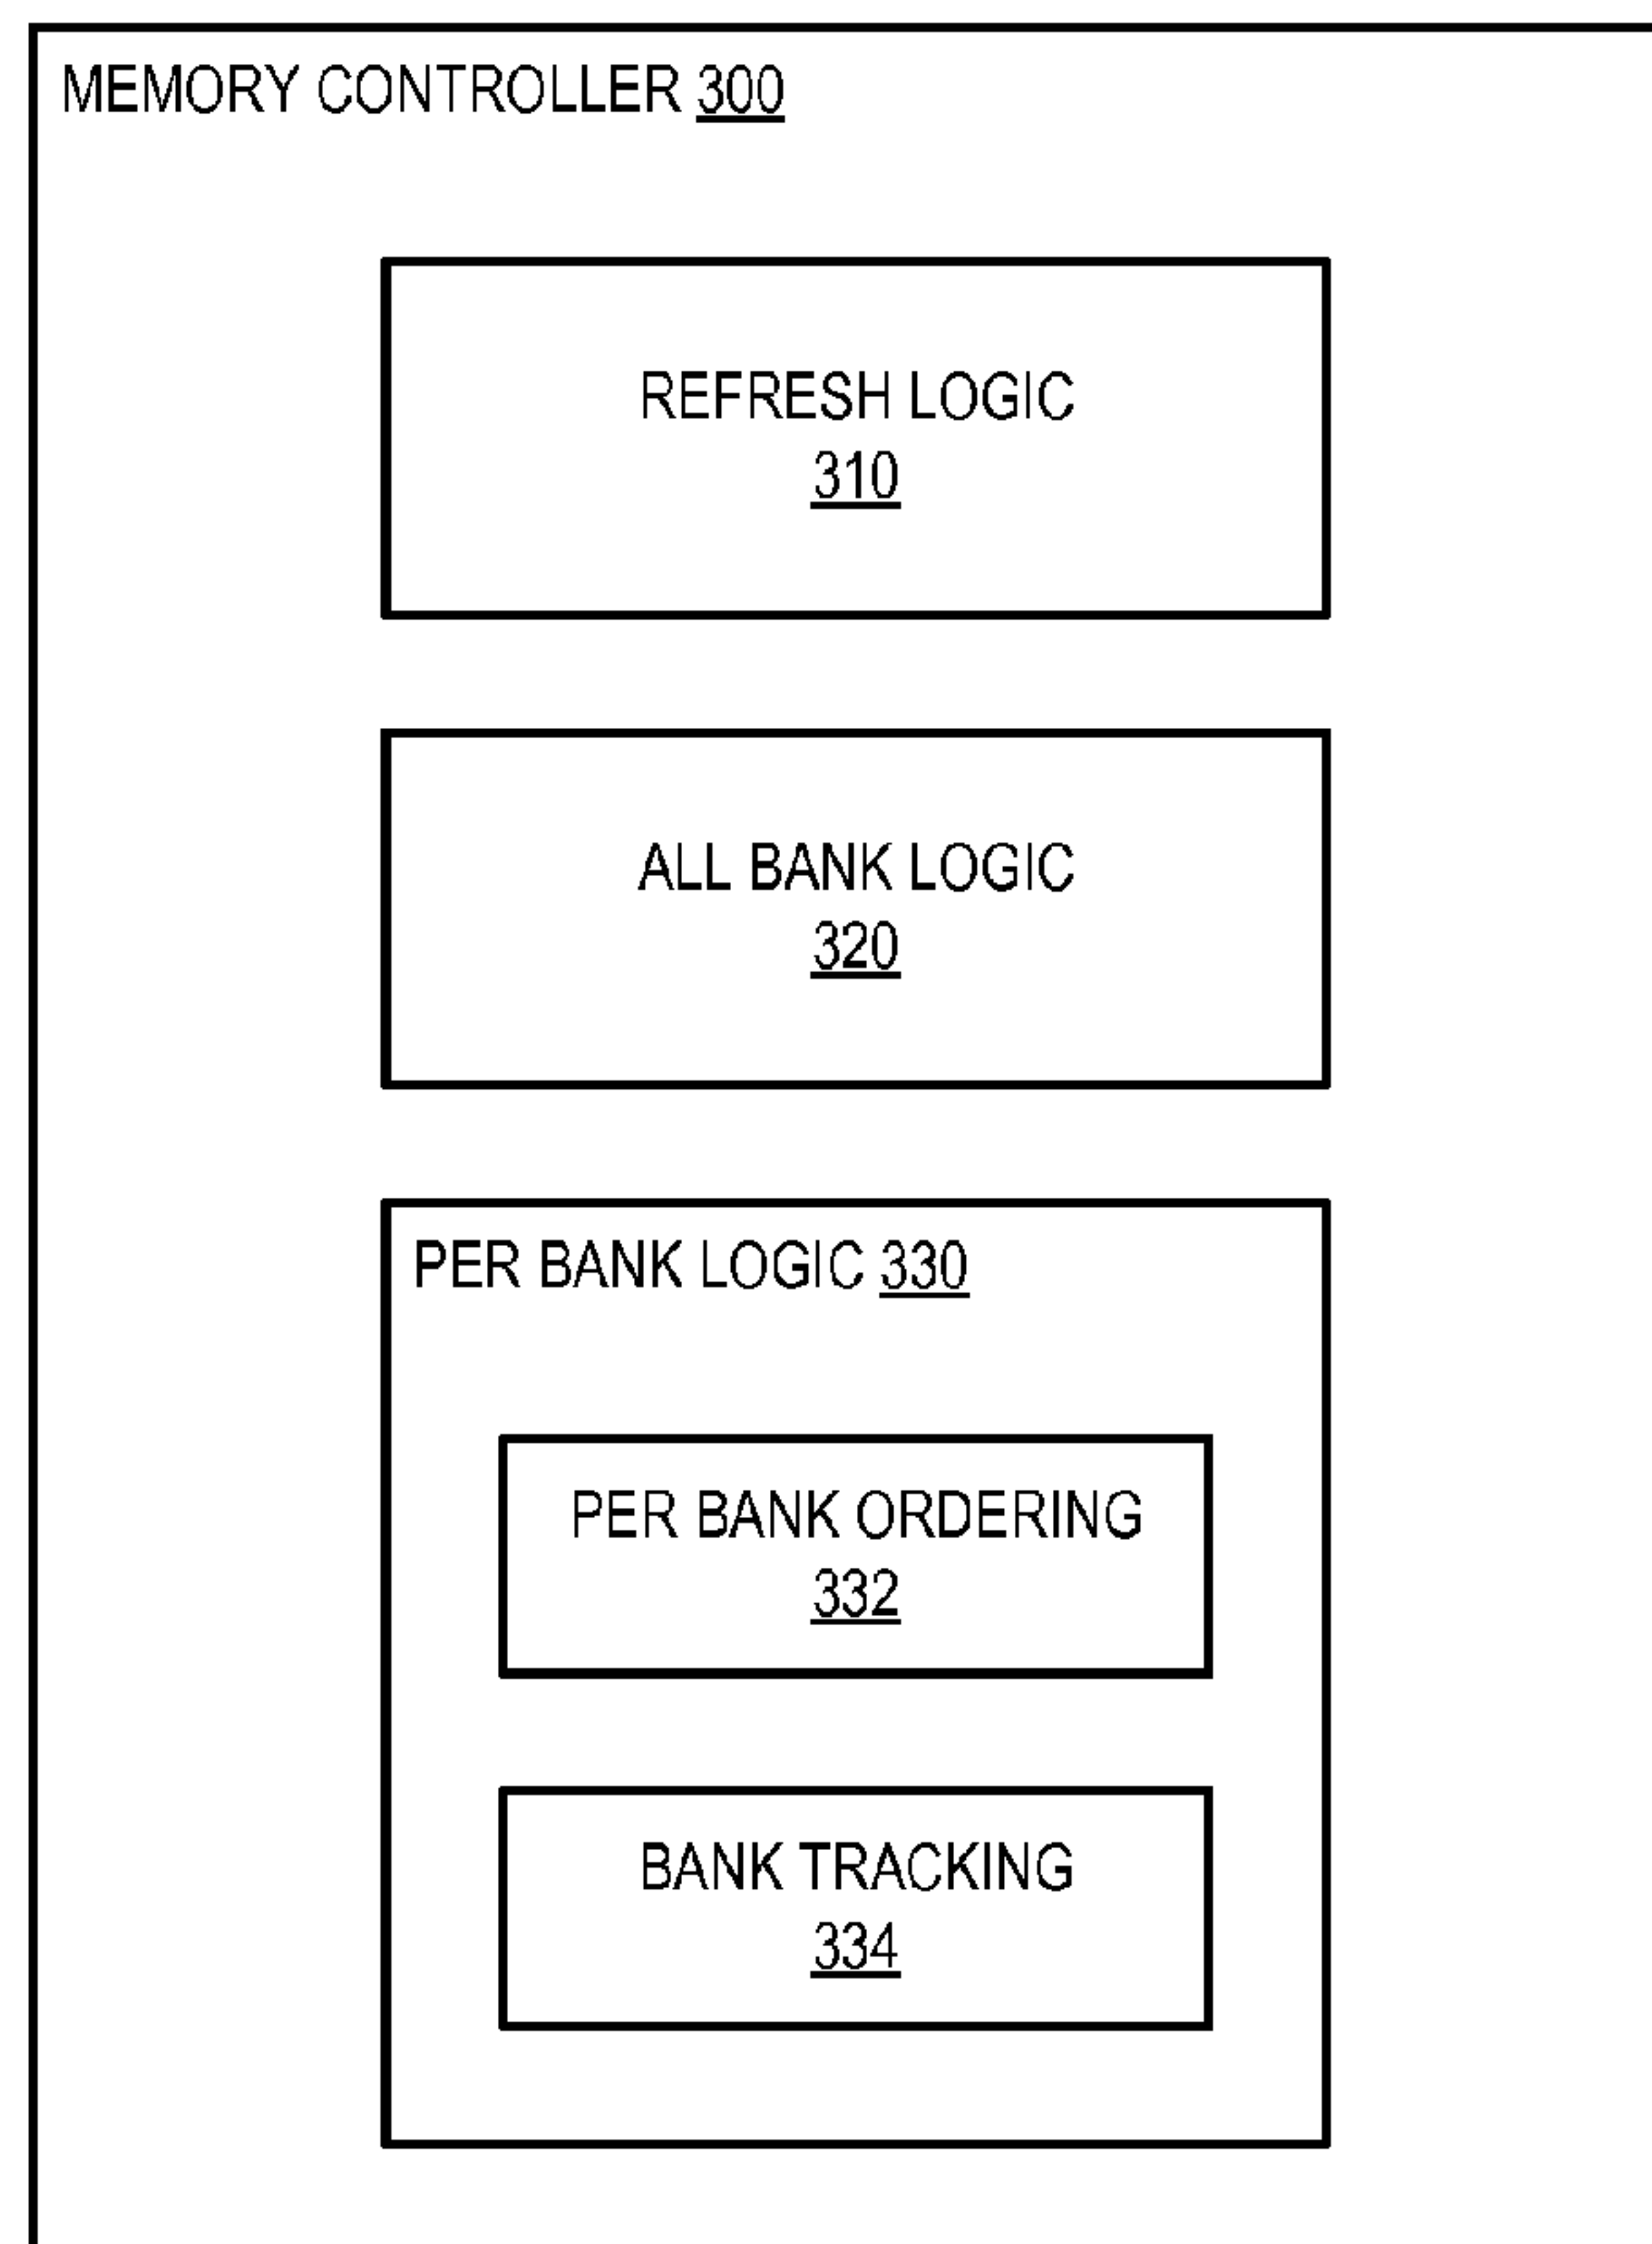 MEMORY CONTROLLER 300
REFRESH LOGIC
310
ALL BANK LOGIC
320
PER BANK LOGIC 330
PER BANK ORDERING
332
BANK TRACKING
334